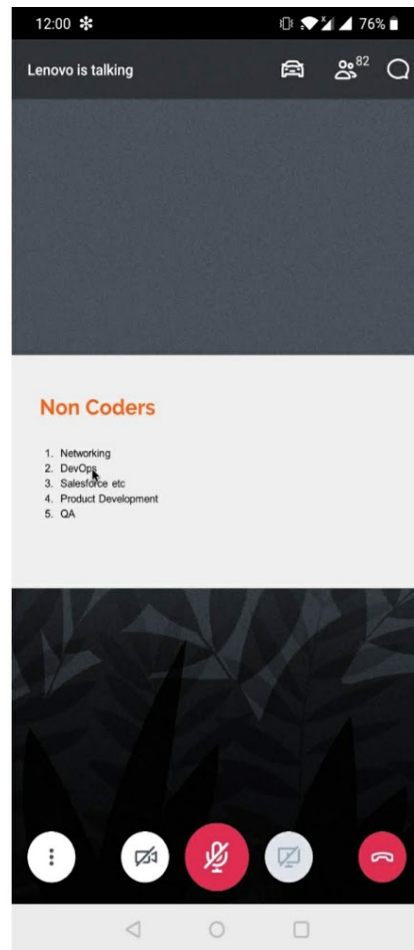 12:00
76%
Lenovo is talking
82
Non Coders
1. Networking
2. DevOps
3. Salesforce etc
4. Product Development
5. QA